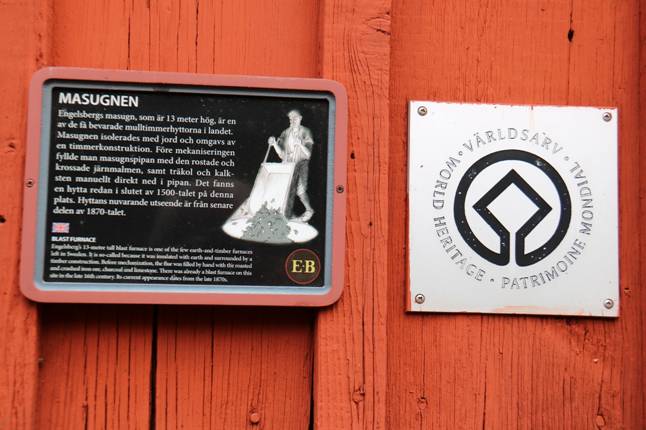 MASUGNEN
Engelsbergs masugn, som är 13 meter hög, är en
av de få bevarade mulltimmerhyttorna i landet.
Masugnen isolerades med jord och omgavs av
en timmerkonstruktion. Före mekaniseringen
fyllde man masugnspipan med den rostade och
krossade järnmalmen, samt träkol och kalk-
sten manuellt direkt ned i pipan. Det fanns
en hytta redan i slutet av 1500-talet på denna
plats. Hyttans nuvarande utseende är från senare
delen av 1870-talet.
BLAST FURNACE
Engelsberg's 13-metre tall blast furnace is one of the few earth-and-timber furnaces
left in Sweden. It is so-called because it was insulated with earth and surrounded by a
timber construction. Before mechanization, the flue was filled by hand with the roasted
and crushed iron ore, charcoal and limestone. There was already a blast furnace on this
site in the late 16th century. Its current appearance dates from the late 1870s.
E·B
VÄRLDSARV ·
WORLD HERITAGE ·
PATRIMOINE MONDIAL ·